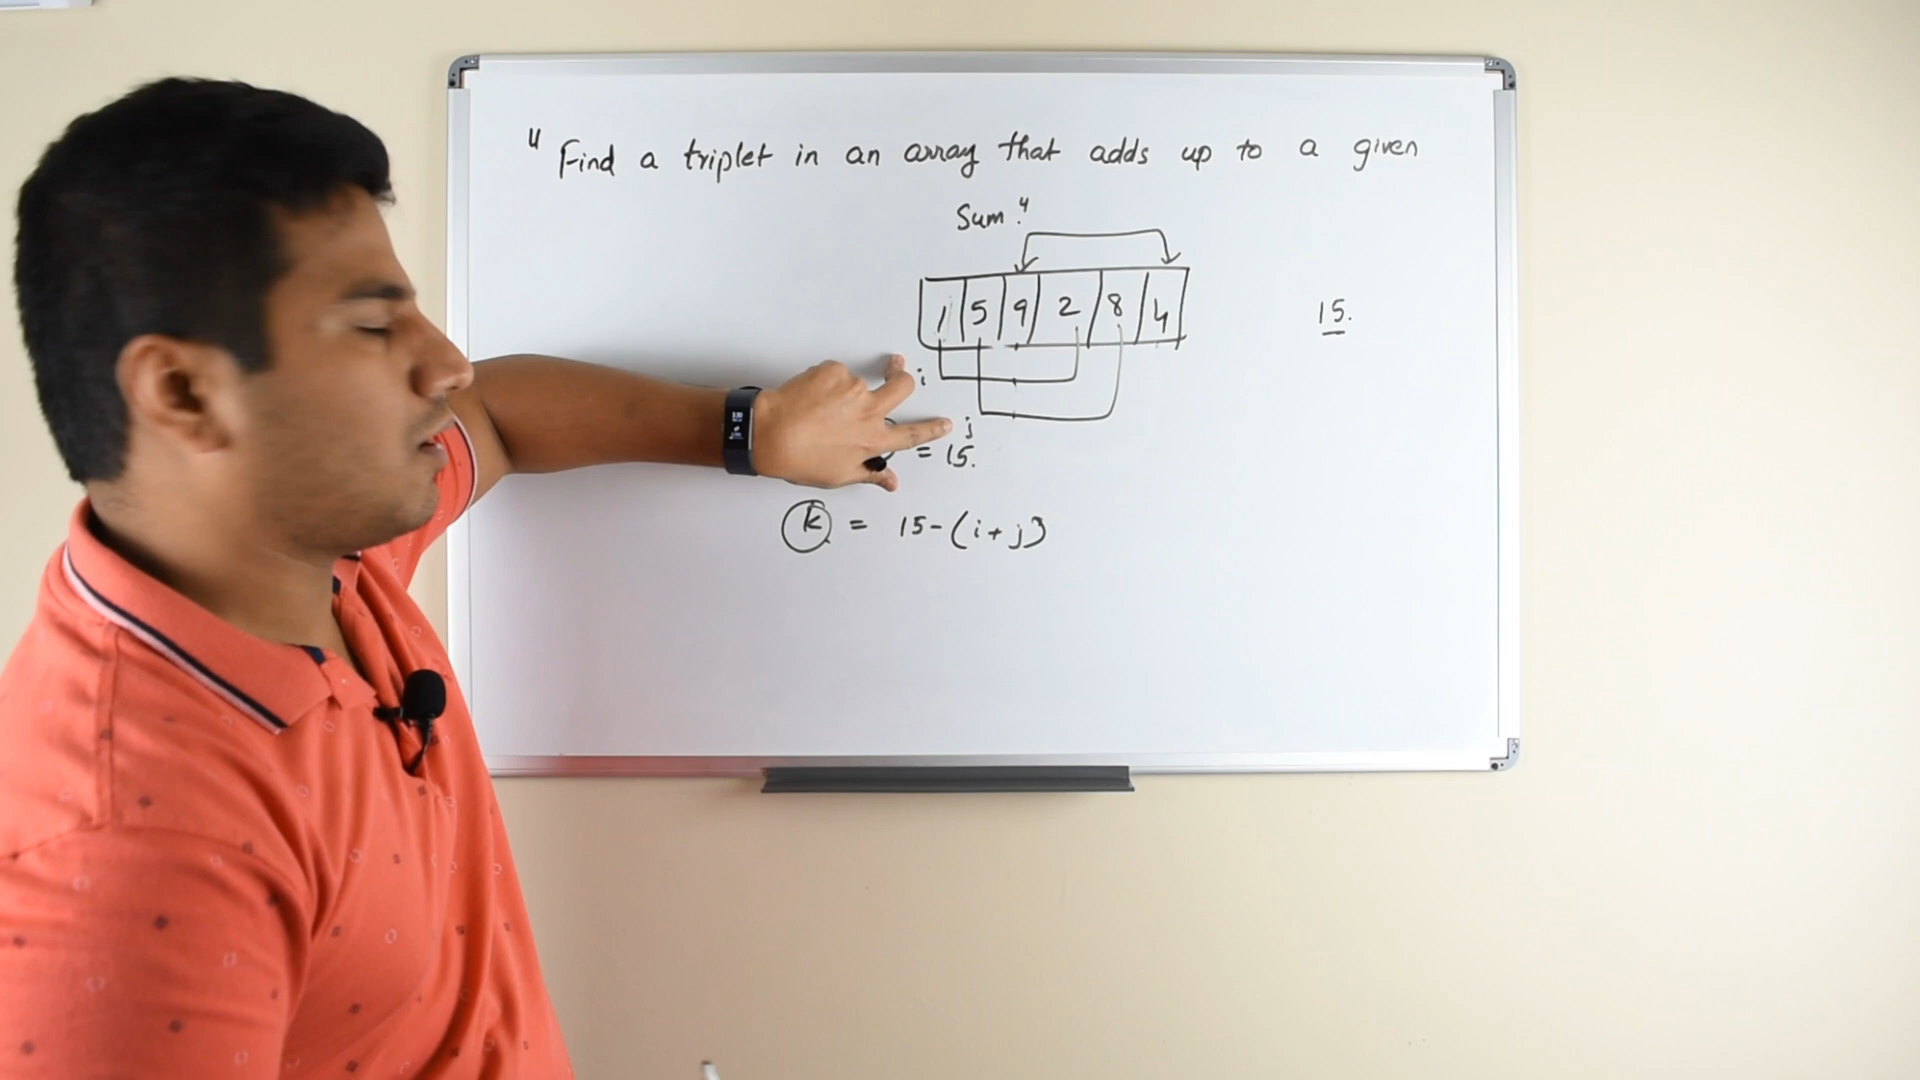 " Find a triplet in an array that adds up to a given
Sum."
1 5 9 2 8 4
15.
i
j
= 15.
k = 15-(i+j)